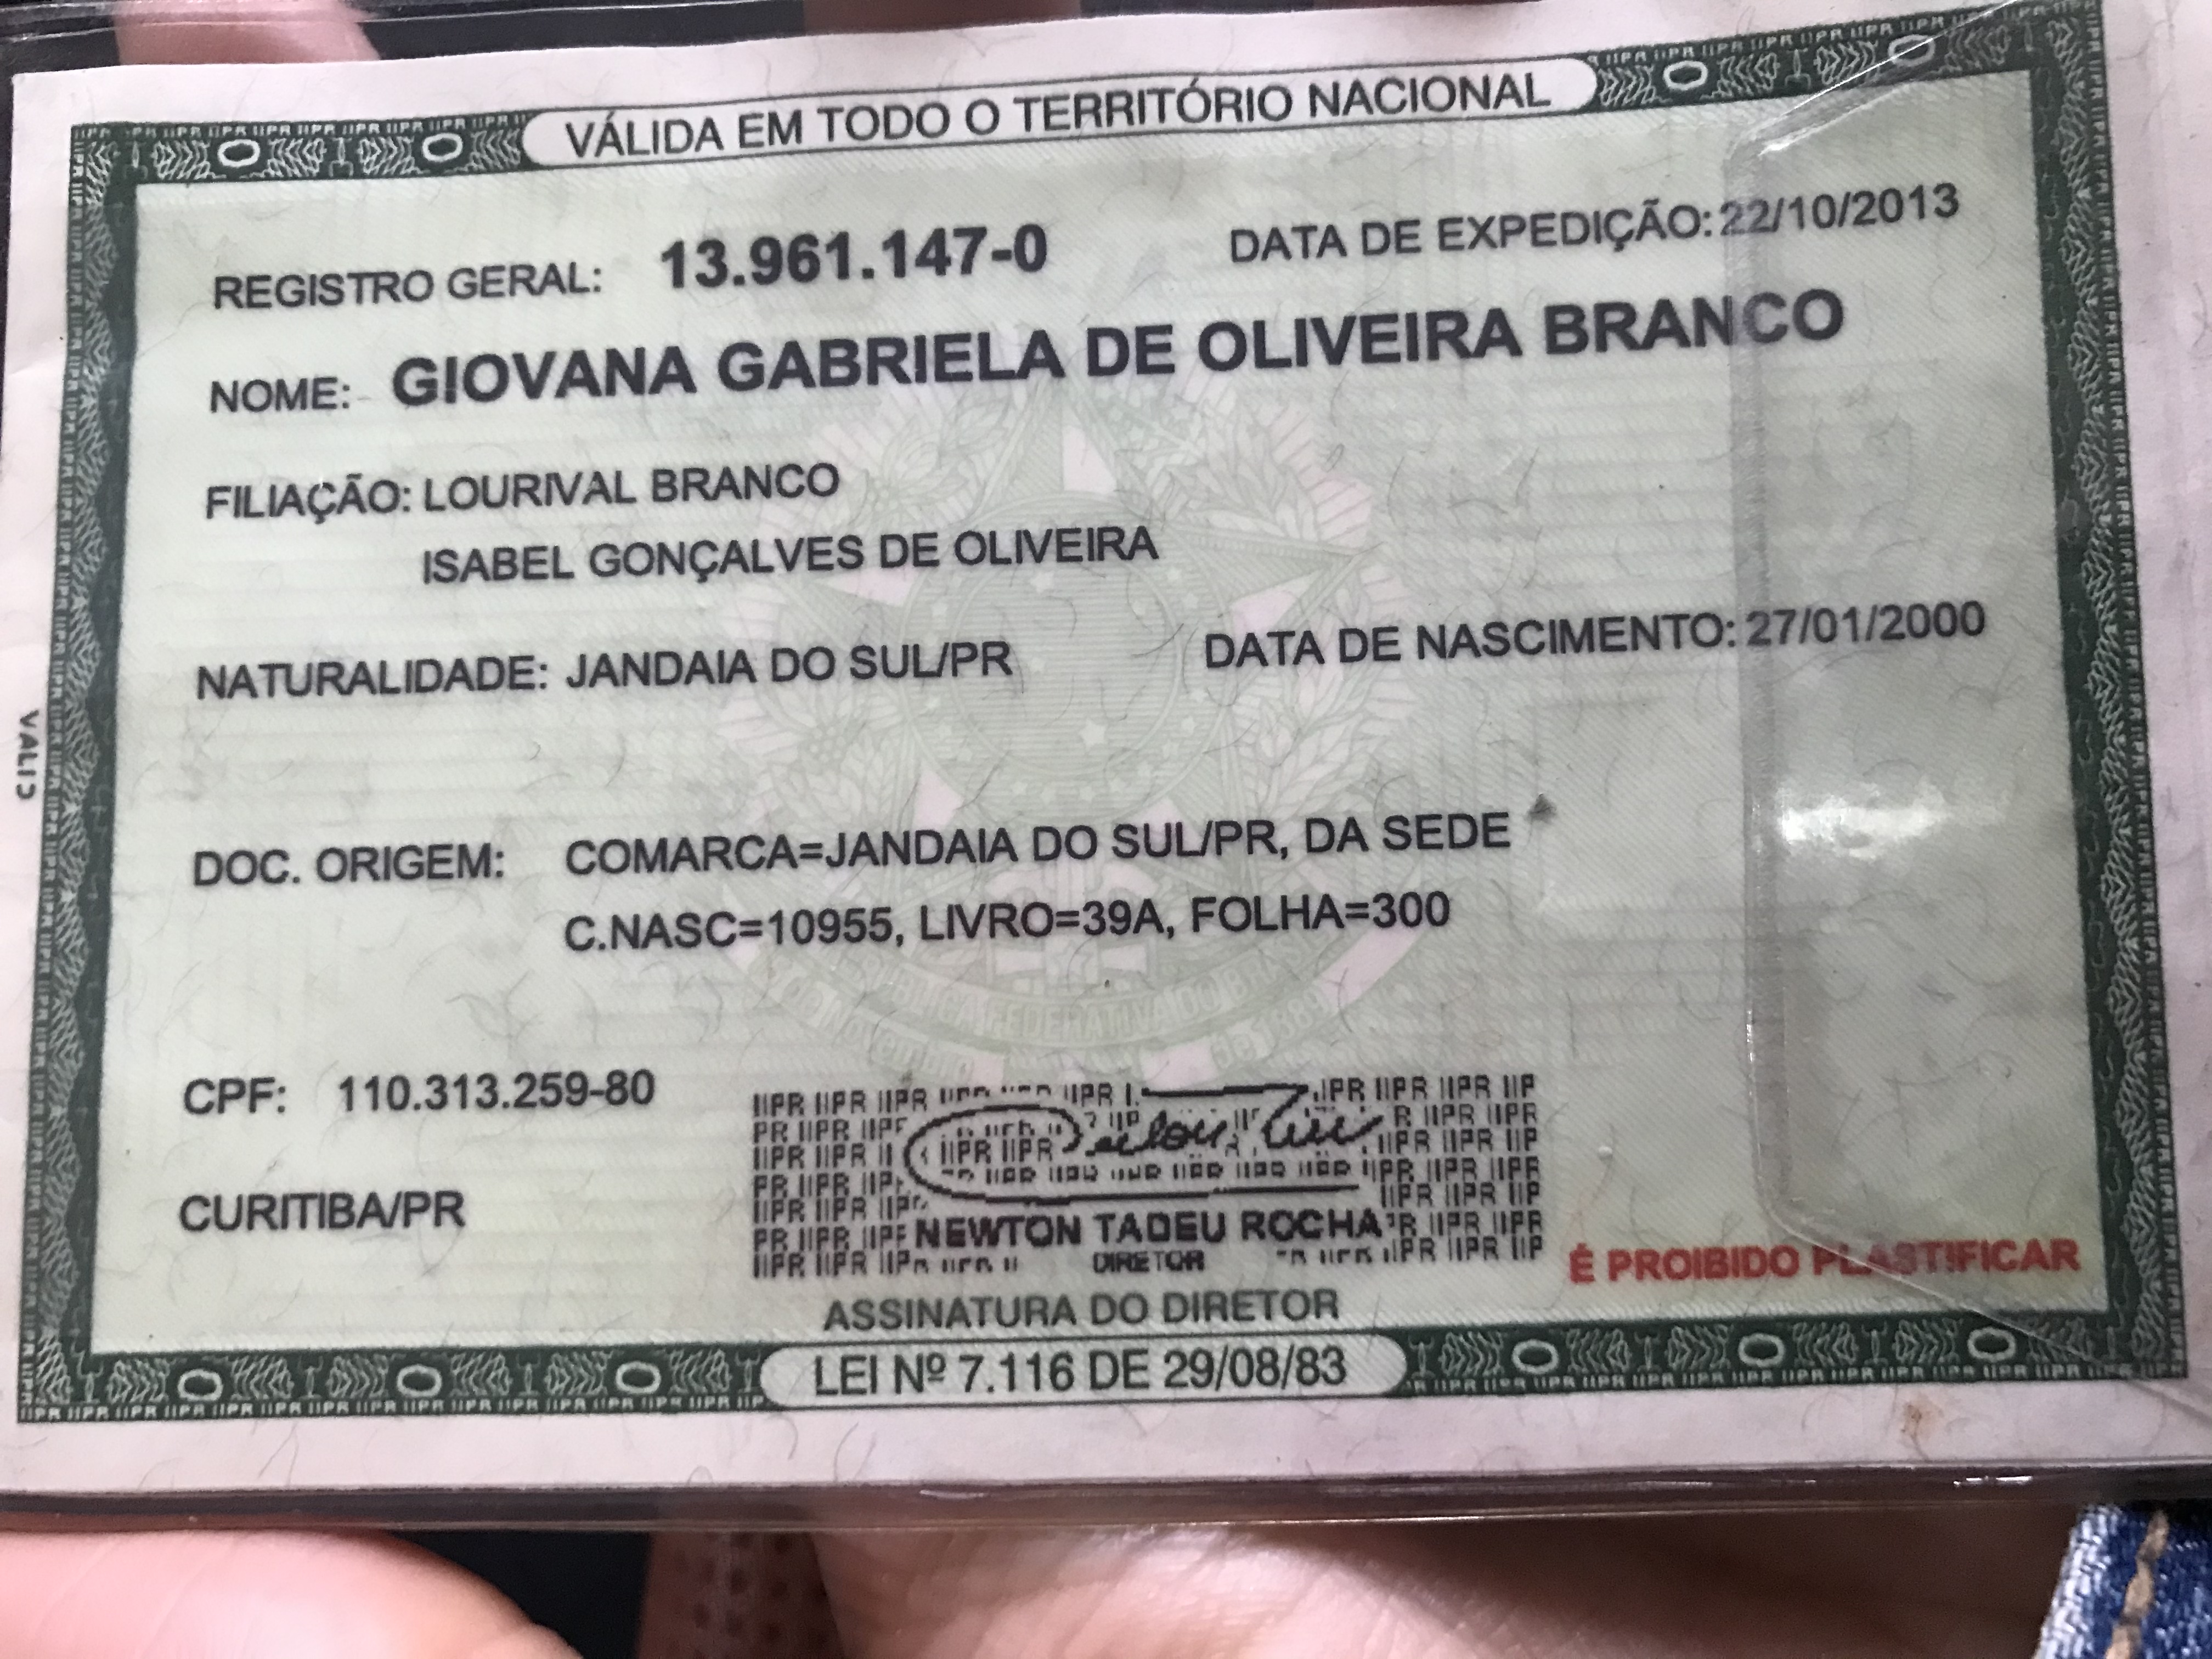 VÁLIDA EM TODO O TERRITÓRIO NACIONAL
REGISTRO GERAL: 13.961.147-0 DATA DE EXPEDIÇÃO: 22/10/2013
NOME: GIOVANA GABRIELA DE OLIVEIRA BRANCO
FILIAÇÃO: LOURIVAL BRANCO
ISABEL GONÇALVES DE OLIVEIRA
NATURALIDADE: JANDAIA DO SUL/PR DATA DE NASCIMENTO: 27/01/2000
DOC. ORIGEM: COMARCA=JANDAIA DO SUL/PR, DA SEDE
C.NASC=10955, LIVRO=39A, FOLHA=300
CPF: 110.313.259-80
CURITIBA/PR
NEWTON TADEU ROCHA
DIRETOR
É PROIBIDO PLASTIFICAR
ASSINATURA DO DIRETOR
LEI Nº 7.116 DE 29/08/83